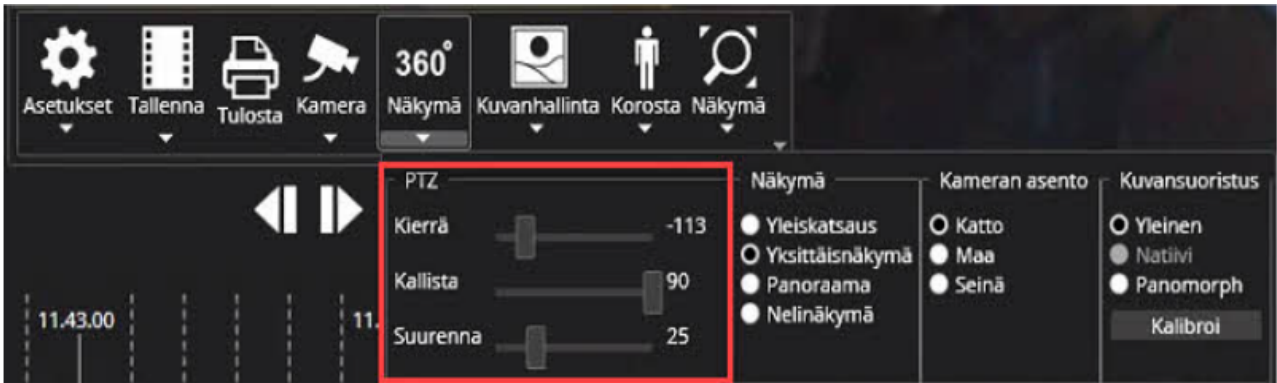 360°
Asetukset Tallenna Tulosta Kamera Näkymä Kuvanhallinta Korosta Näkymä
PTZ
Kierrä -113
Kallista 90
Suurenna 25
Näkymä
Yleiskatsaus
Yksittäisnäkymä
Panoraama
Nelinäkymä
Kameran asento
Katto
Maa
Seinä
Kuvansuoristus
Yleinen
Natiivi
Panomorph
Kalibroi
11.43.00 11.